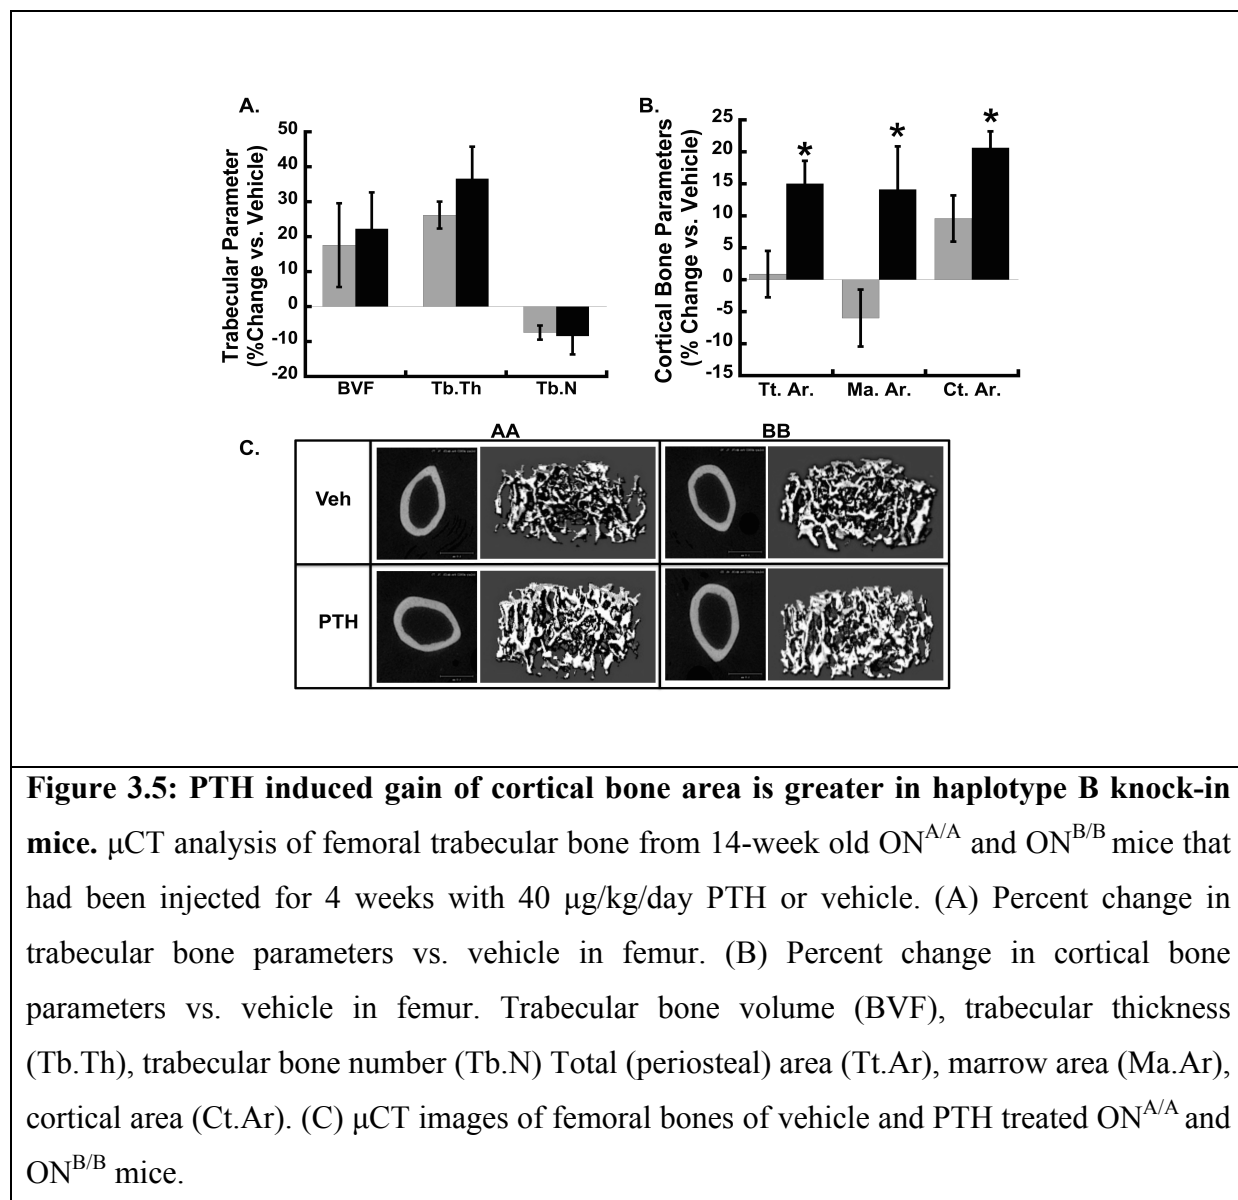 A.
Trabecular Parameter
(%Change vs. Vehicle)
50
40
30
20
10
0
-10
-20
BVF Tb.Th Tb.N
B.
Cortical Bone Parameters
(% Change vs. Vehicle)
25
20
15
10
5
0
-5
-10
-15
* * *
Tt. Ar. Ma. Ar. Ct. Ar.
C.
AA BB
Veh
PTH
Figure 3.5: PTH induced gain of cortical bone area is greater in haplotype B knock-in
mice. μCT analysis of femoral trabecular bone from 14-week old ON^A/A and ON^B/B mice that
had been injected for 4 weeks with 40 μg/kg/day PTH or vehicle. (A) Percent change in
trabecular bone parameters vs. vehicle in femur. (B) Percent change in cortical bone
parameters vs. vehicle in femur. Trabecular bone volume (BVF), trabecular thickness
(Tb.Th), trabecular bone number (Tb.N) Total (periosteal) area (Tt.Ar), marrow area (Ma.Ar),
cortical area (Ct.Ar). (C) μCT images of femoral bones of vehicle and PTH treated ON^A/A and
ON^B/B mice.